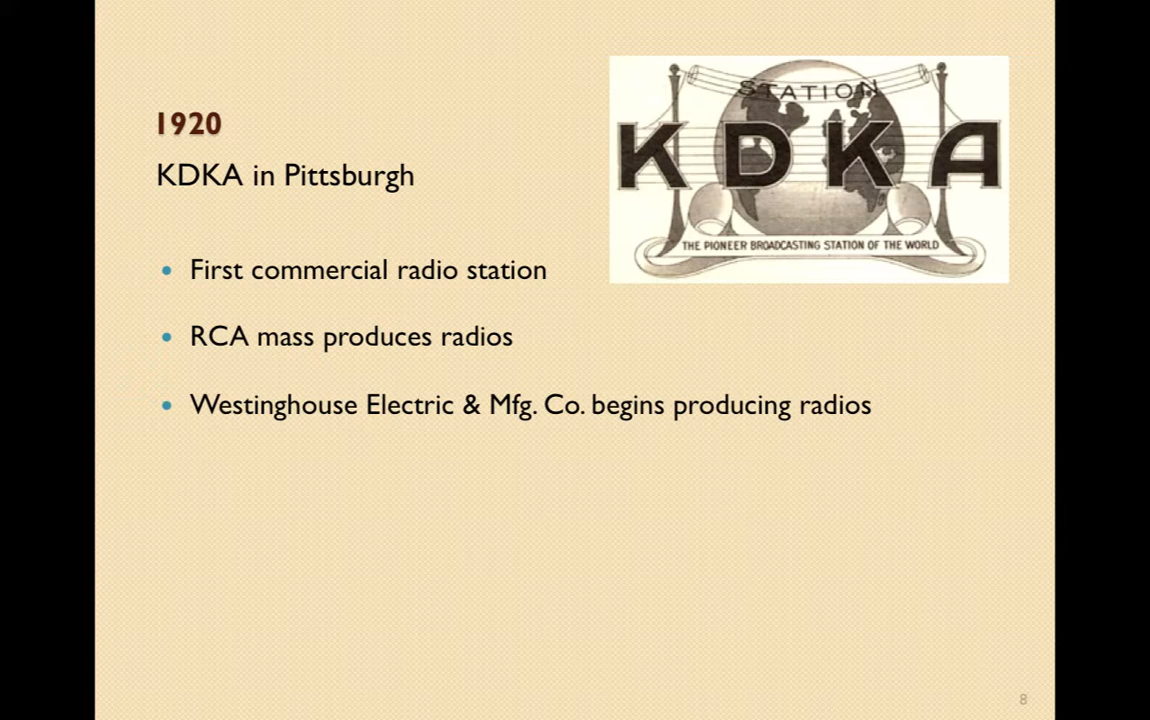 1920
KDKA in Pittsburgh
STATION
KDKA
THE PIONEER BROADCASTING STATION OF THE WORLD
First commercial radio station
RCA mass produces radios
Westinghouse Electric & Mfg. Co. begins producing radios
8